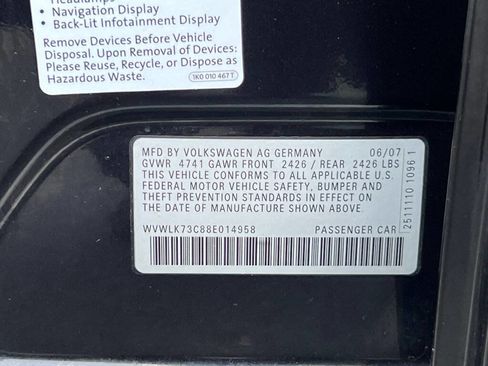 • Navigation Display
• Back-Lit Infotainment Display
Remove Devices Before Vehicle
Disposal. Upon Removal of Devices:
Please Reuse, Recycle, or Dispose as
Hazardous Waste.
1K0 010 467 T
MFD BY VOLKSWAGEN AG GERMANY 06/07
GVWR 4741 GAWR FRONT 2426 / REAR 2426 LBS
THIS VEHICLE CONFORMS TO ALL APPLICABLE U.S.
FEDERAL MOTOR VEHICLE SAFETY, BUMPER AND
THEFT PREVENTION STANDARDS IN EFFECT ON
THE DATE OF MANUFACTURE SHOWN ABOVE.
WVWLK73C88E014958 PASSENGER CAR
2511110 1096 1